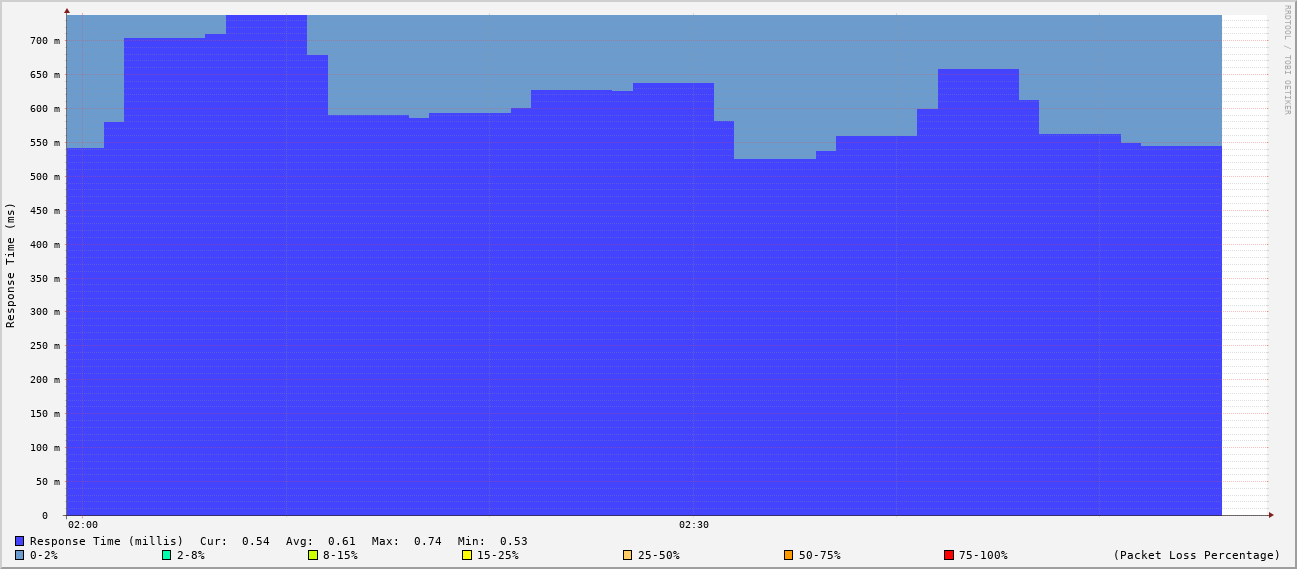 RRDTOOL / TOBI OETIKER
Response Time (ms)
700 m
650 m
600 m
550 m
500 m
450 m
400 m
350 m
300 m
250 m
200 m
150 m
100 m
50 m
0
02:00 02:30
Response Time (millis) Cur: 0.54 Avg: 0.61 Max: 0.74 Min: 0.53
0-2% 2-8% 8-15% 15-25% 25-50% 50-75% 75-100% (Packet Loss Percentage)